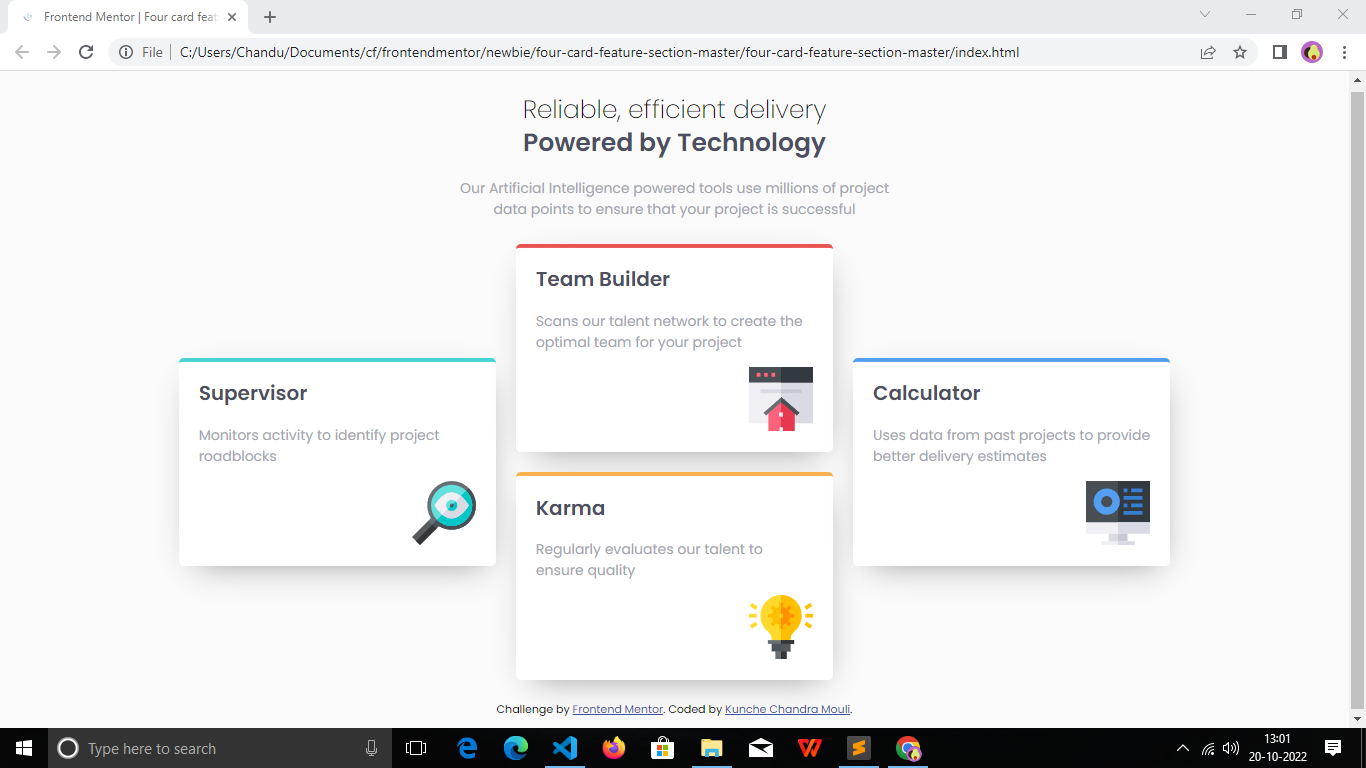 Frontend Mentor | Four card feat
File
C:/Users/Chandu/Documents/cf/frontendmentor/newbie/four-card-feature-section-master/four-card-feature-section-master/index.html
Reliable, efficient delivery
Powered by Technology
Our Artificial Intelligence powered tools use millions of project
data points to ensure that your project is successful
Team Builder
Scans our talent network to create the
optimal team for your project
Supervisor
Monitors activity to identify project
roadblocks
Calculator
Uses data from past projects to provide
better delivery estimates
Karma
Regularly evaluates our talent to
ensure quality
Challenge by Frontend Mentor. Coded by Kunche Chandra Mouli.
Type here to search
13:01
20-10-2022